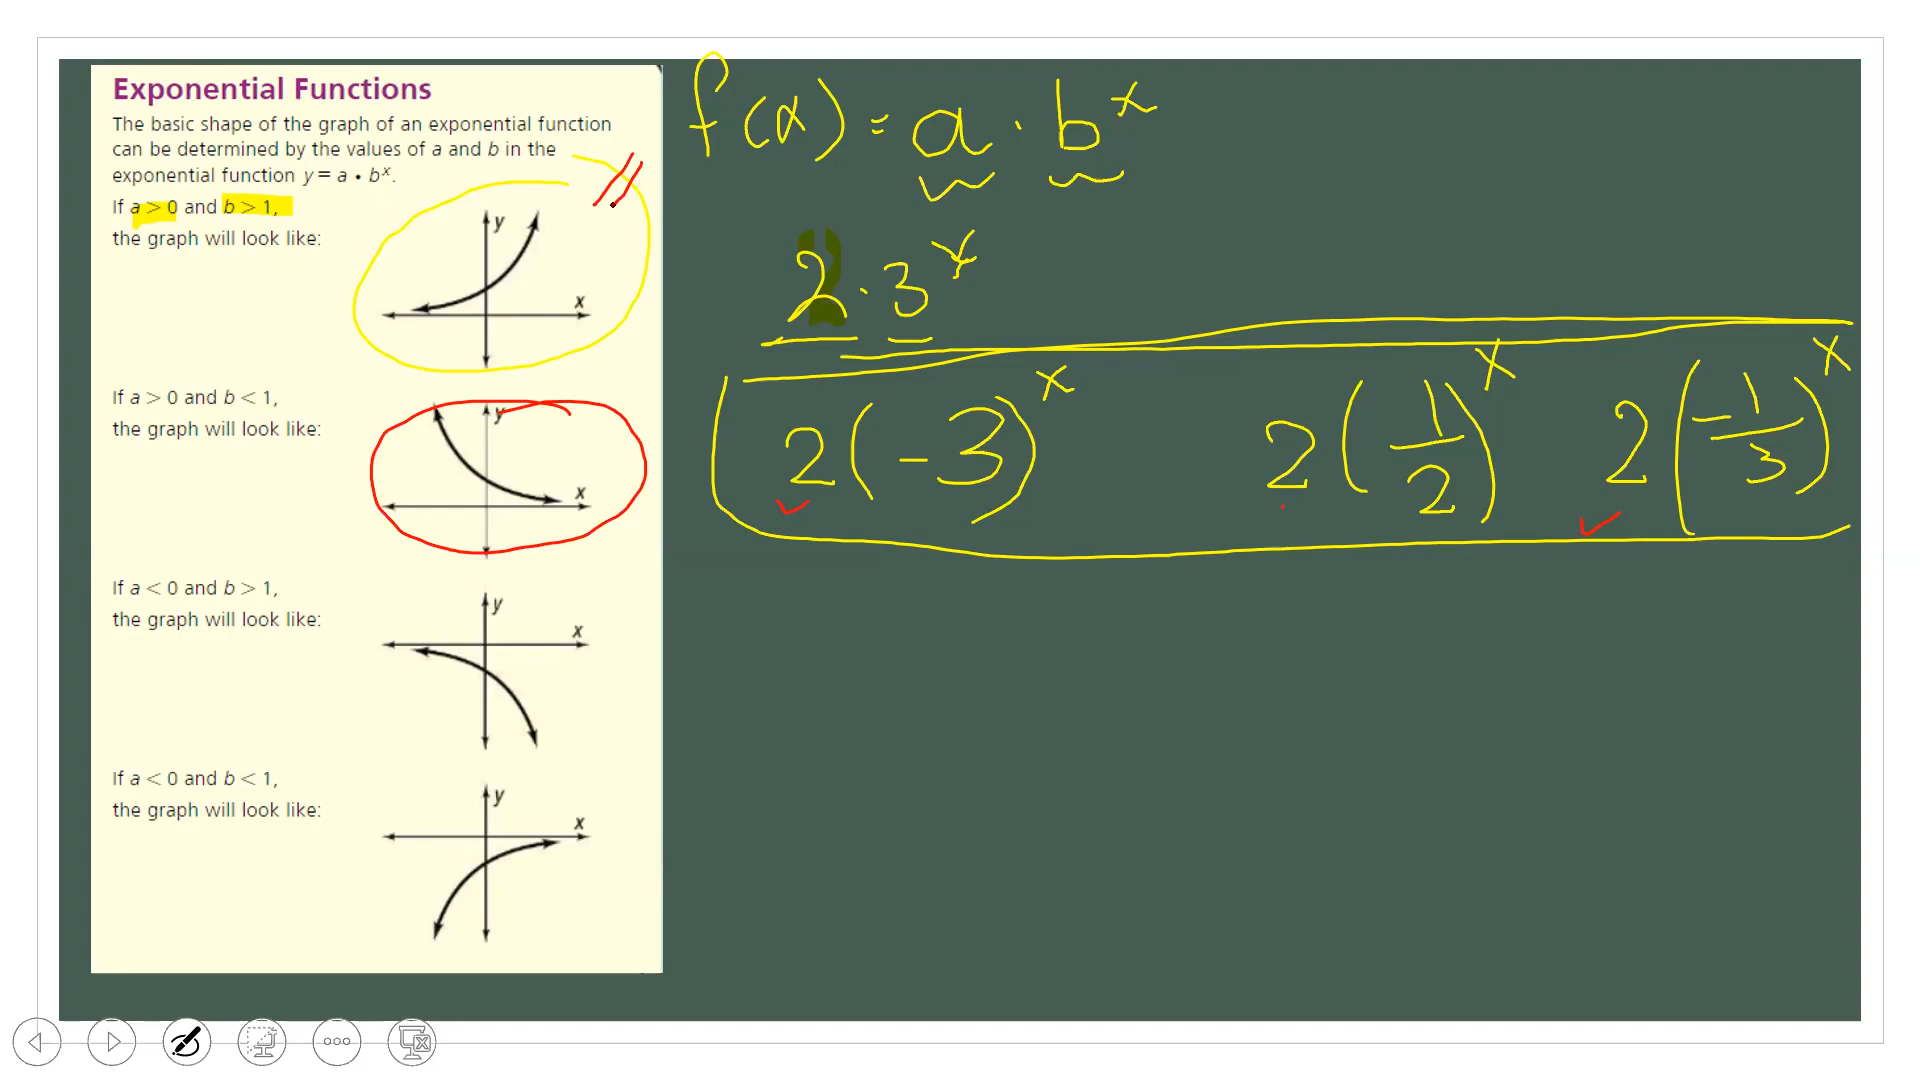 Exponential Functions
The basic shape of the graph of an exponential function
can be determined by the values of a and b in the
exponential function y = a • bˣ.
If a > 0 and b > 1,
the graph will look like:
y
x
If a > 0 and b < 1,
the graph will look like:
y
x
If a < 0 and b > 1,
the graph will look like:
y
x
If a < 0 and b < 1,
the graph will look like:
y
x
f(x) = a · bˣ
2 · 3ˣ
2(-3)ˣ 2(1/2)ˣ 2(-1/3)ˣ